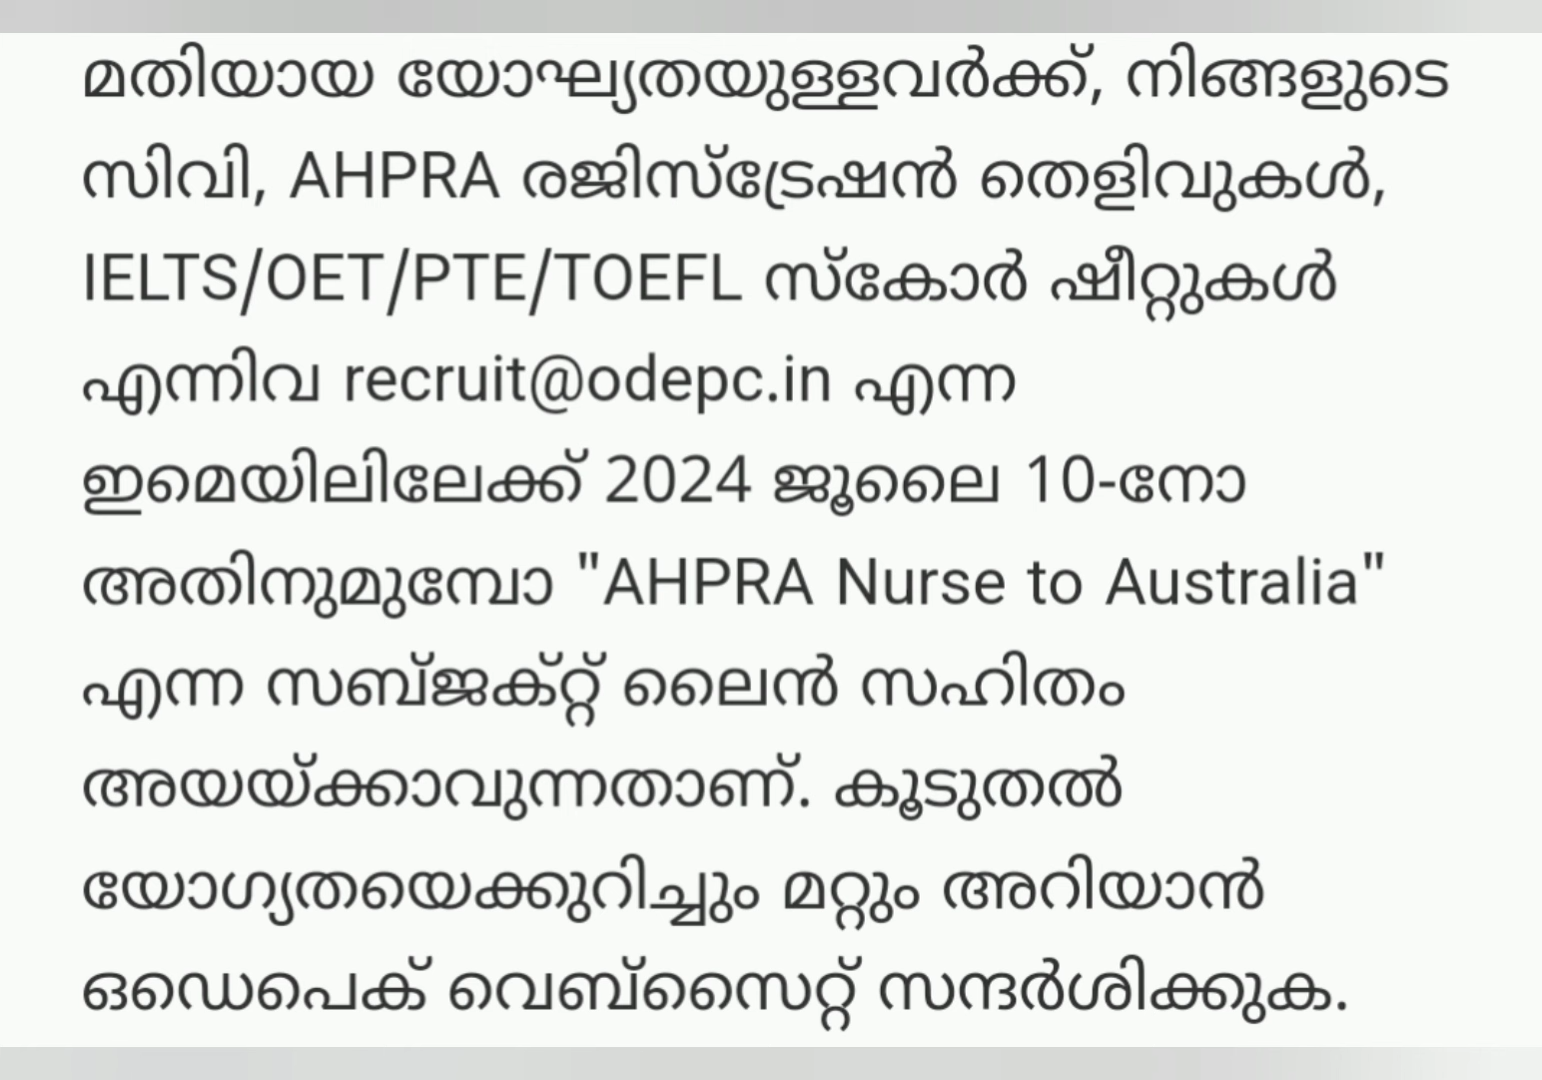 മതിയായ യോഘ്യതയുള്ളവർക്ക്, നിങ്ങളുടെ
സിവി, AHPRA രജിസ്ട്രേഷൻ തെളിവുകൾ,
IELTS/OET/PTE/TOEFL സ്കോർ ഷീറ്റുകൾ
എന്നിവ recruit@odepc.in എന്ന
ഇമെയിലിലേക്ക് 2024 ജൂലൈ 10-നോ
അതിനുമുമ്പോ "AHPRA Nurse to Australia"
എന്ന സബ്ജക്റ്റ് ലൈൻ സഹിതം
അയയ്ക്കാവുന്നതാണ്. കൂടുതൽ
യോഗ്യതയെക്കുറിച്ചും മറ്റും അറിയാൻ
ഒഡെപെക് വെബ്സൈറ്റ് സന്ദർശിക്കുക.